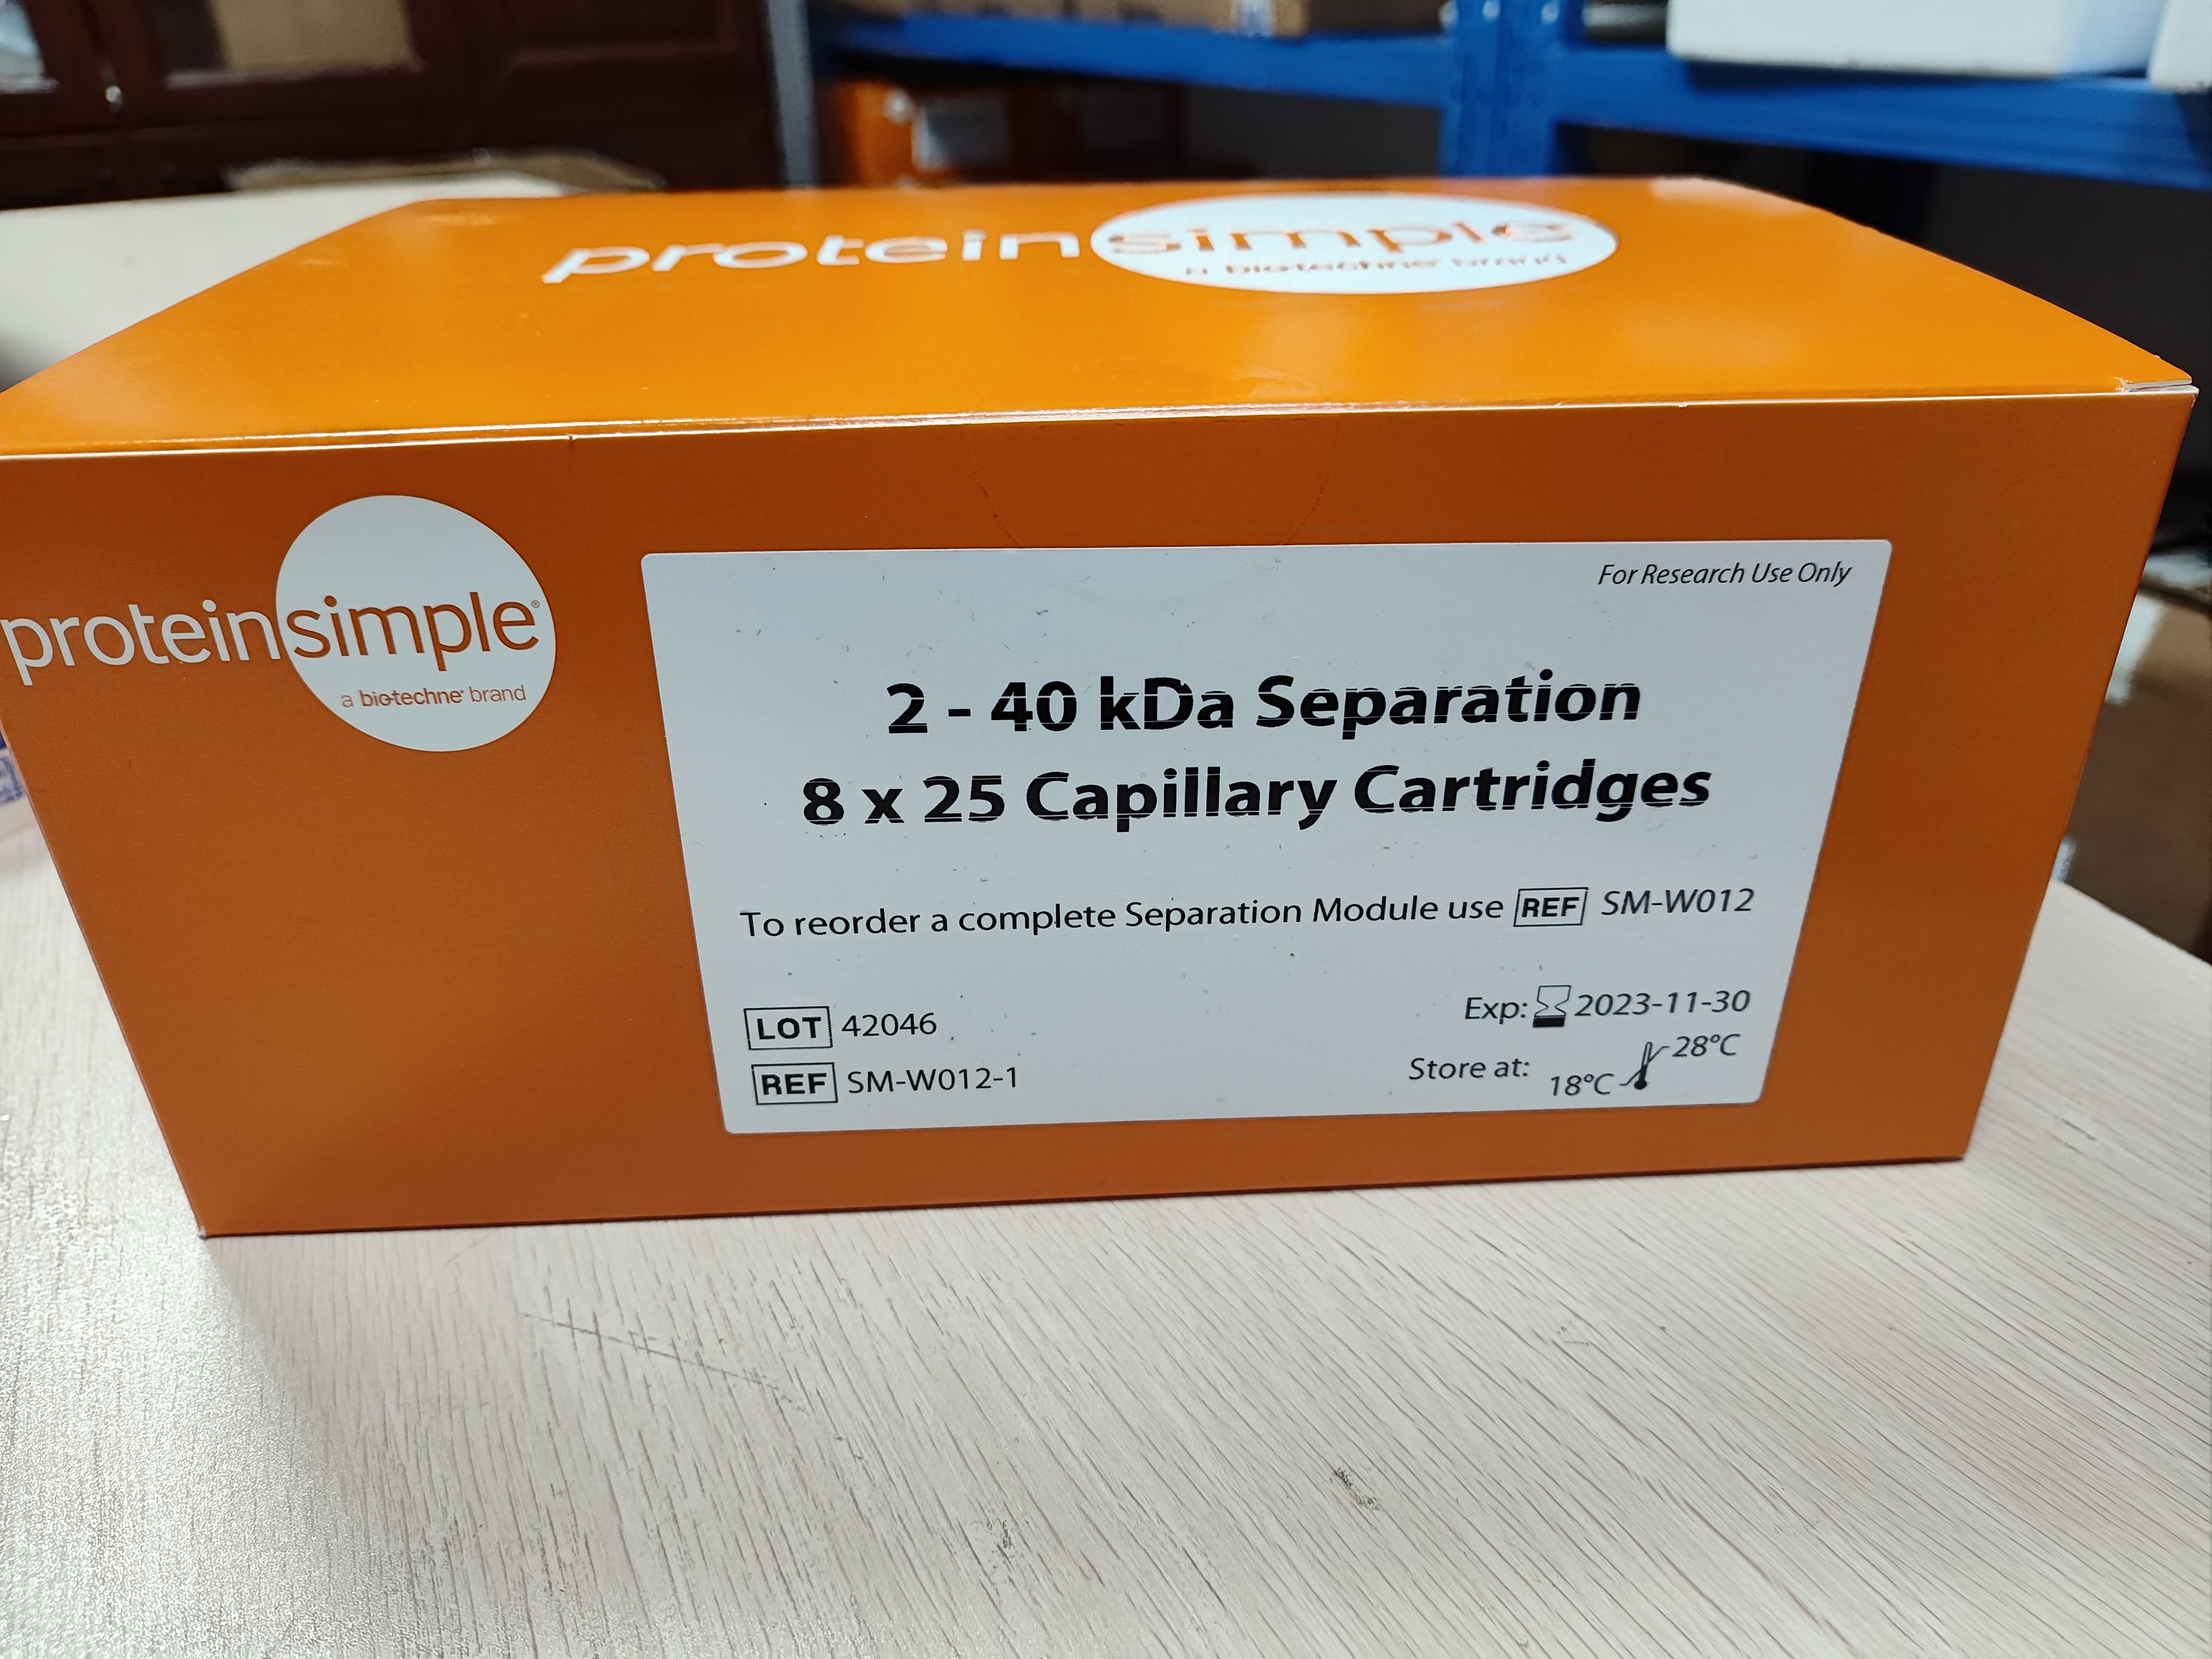 proteinsimple
a biotechne brand
proteinsimple®
a biotechne® brand
For Research Use Only
2 - 40 kDa Separation
8 x 25 Capillary Cartridges
To reorder a complete Separation Module use REF SM-W012
LOT 42046
REF SM-W012-1
Exp: 2023-11-30
Store at: 18°C 28°C